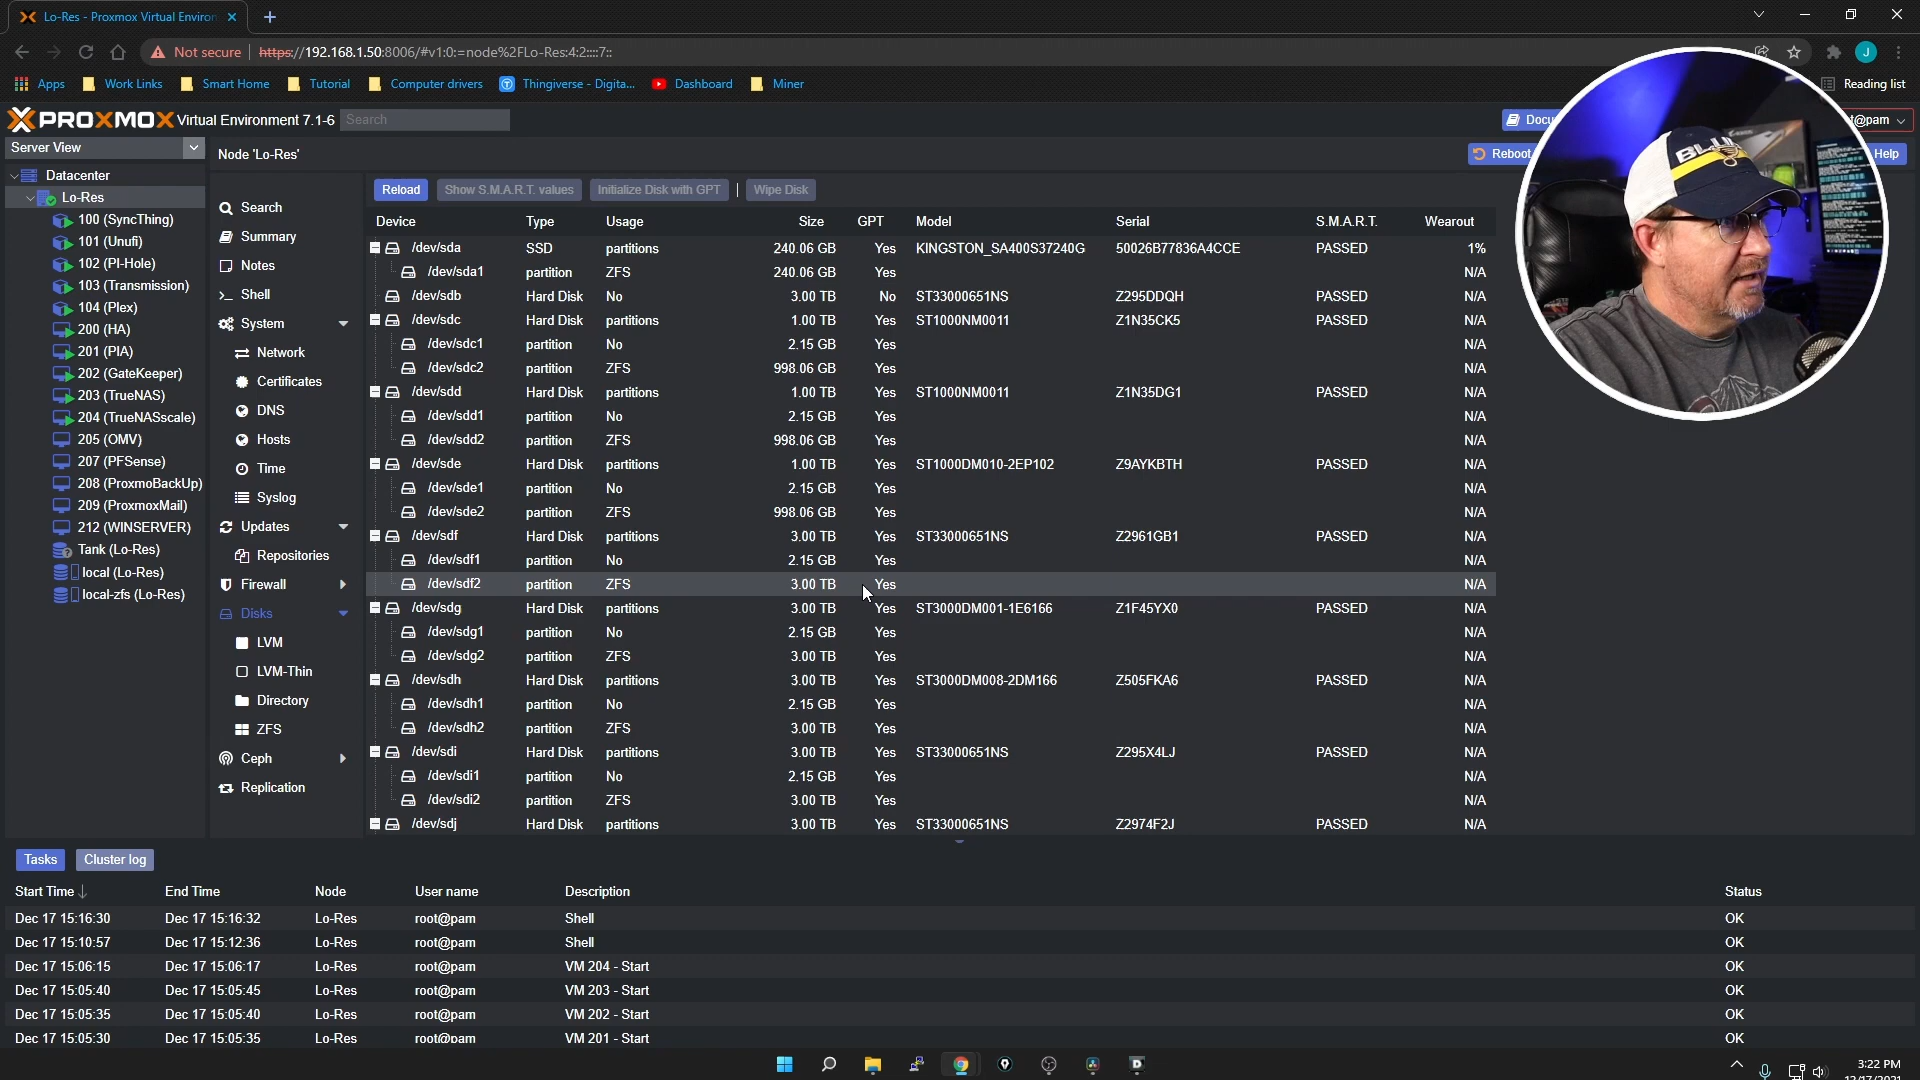 Lo-Res - Proxmox Virtual Environ
Not secure https://192.168.1.50:8006/#v1:0:=node%2FLo-Res:4:2::::7::
J
Apps Work Links Smart Home Tutorial Computer drivers Thingiverse - Digita... Dashboard Miner Reading list
PROXMOX Virtual Environment 7.1-6 Search
@pam
Server View
Node 'Lo-Res'
Reboot
Help
Datacenter
Lo-Res
100 (SyncThing)
101 (Unufi)
102 (PI-Hole)
103 (Transmission)
104 (Plex)
200 (HA)
201 (PIA)
202 (GateKeeper)
203 (TrueNAS)
204 (TrueNASscale)
205 (OMV)
207 (PFSense)
208 (ProxmoBackUp)
209 (ProxmoxMail)
212 (WINSERVER)
Tank (Lo-Res)
local (Lo-Res)
local-zfs (Lo-Res)
Search
Summary
Notes
Shell
System
Network
Certificates
DNS
Hosts
Time
Syslog
Updates
Repositories
Firewall
Disks
LVM
LVM-Thin
Directory
ZFS
Ceph
Replication
Reload Show S.M.A.R.T. values Initialize Disk with GPT Wipe Disk
Device Type Usage Size GPT Model Serial S.M.A.R.T. Wearout
/dev/sda SSD partitions 240.06 GB Yes KINGSTON_SA400S37240G 50026B77836A4CCE PASSED 1%
/dev/sda1 partition ZFS 240.06 GB Yes N/A
/dev/sdb Hard Disk No 3.00 TB No ST33000651NS Z295DDQH PASSED N/A
/dev/sdc Hard Disk partitions 1.00 TB Yes ST1000NM0011 Z1N35CK5 PASSED N/A
/dev/sdc1 partition No 2.15 GB Yes N/A
/dev/sdc2 partition ZFS 998.06 GB Yes N/A
/dev/sdd Hard Disk partitions 1.00 TB Yes ST1000NM0011 Z1N35DG1 PASSED N/A
/dev/sdd1 partition No 2.15 GB Yes N/A
/dev/sdd2 partition ZFS 998.06 GB Yes N/A
/dev/sde Hard Disk partitions 1.00 TB Yes ST1000DM010-2EP102 Z9AYKBTH PASSED N/A
/dev/sde1 partition No 2.15 GB Yes N/A
/dev/sde2 partition ZFS 998.06 GB Yes N/A
/dev/sdf Hard Disk partitions 3.00 TB Yes ST33000651NS Z2961GB1 PASSED N/A
/dev/sdf1 partition No 2.15 GB Yes N/A
/dev/sdf2 partition ZFS 3.00 TB Yes N/A
/dev/sdg Hard Disk partitions 3.00 TB Yes ST3000DM001-1E6166 Z1F45YX0 PASSED N/A
/dev/sdg1 partition No 2.15 GB Yes N/A
/dev/sdg2 partition ZFS 3.00 TB Yes N/A
/dev/sdh Hard Disk partitions 3.00 TB Yes ST3000DM008-2DM166 Z505FKA6 PASSED N/A
/dev/sdh1 partition No 2.15 GB Yes N/A
/dev/sdh2 partition ZFS 3.00 TB Yes N/A
/dev/sdi Hard Disk partitions 3.00 TB Yes ST33000651NS Z295X4LJ PASSED N/A
/dev/sdi1 partition No 2.15 GB Yes N/A
/dev/sdi2 partition ZFS 3.00 TB Yes N/A
/dev/sdj Hard Disk partitions 3.00 TB Yes ST33000651NS Z2974F2J PASSED N/A
Tasks Cluster log
Start Time End Time Node User name Description Status
Dec 17 15:16:30 Dec 17 15:16:32 Lo-Res root@pam Shell OK
Dec 17 15:10:57 Dec 17 15:12:36 Lo-Res root@pam Shell OK
Dec 17 15:06:15 Dec 17 15:06:17 Lo-Res root@pam VM 204 - Start OK
Dec 17 15:05:40 Dec 17 15:05:45 Lo-Res root@pam VM 203 - Start OK
Dec 17 15:05:35 Dec 17 15:05:40 Lo-Res root@pam VM 202 - Start OK
Dec 17 15:05:30 Dec 17 15:05:35 Lo-Res root@pam VM 201 - Start OK
3:22 PM
12/17/2021